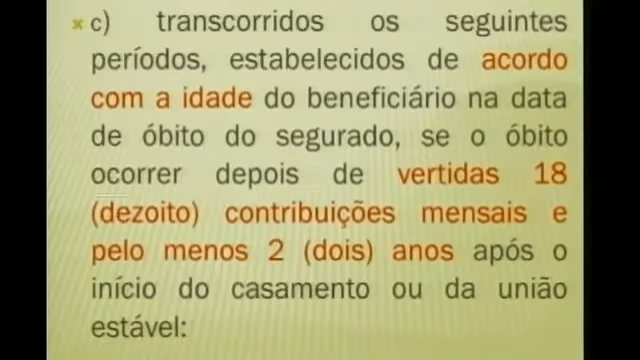 c) transcorridos os seguintes
períodos, estabelecidos de acordo
com a idade do beneficiário na data
de óbito do segurado, se o óbito
ocorrer depois de vertidas 18
(dezoito) contribuições mensais e
pelo menos 2 (dois) anos após o
início do casamento ou da união
estável: